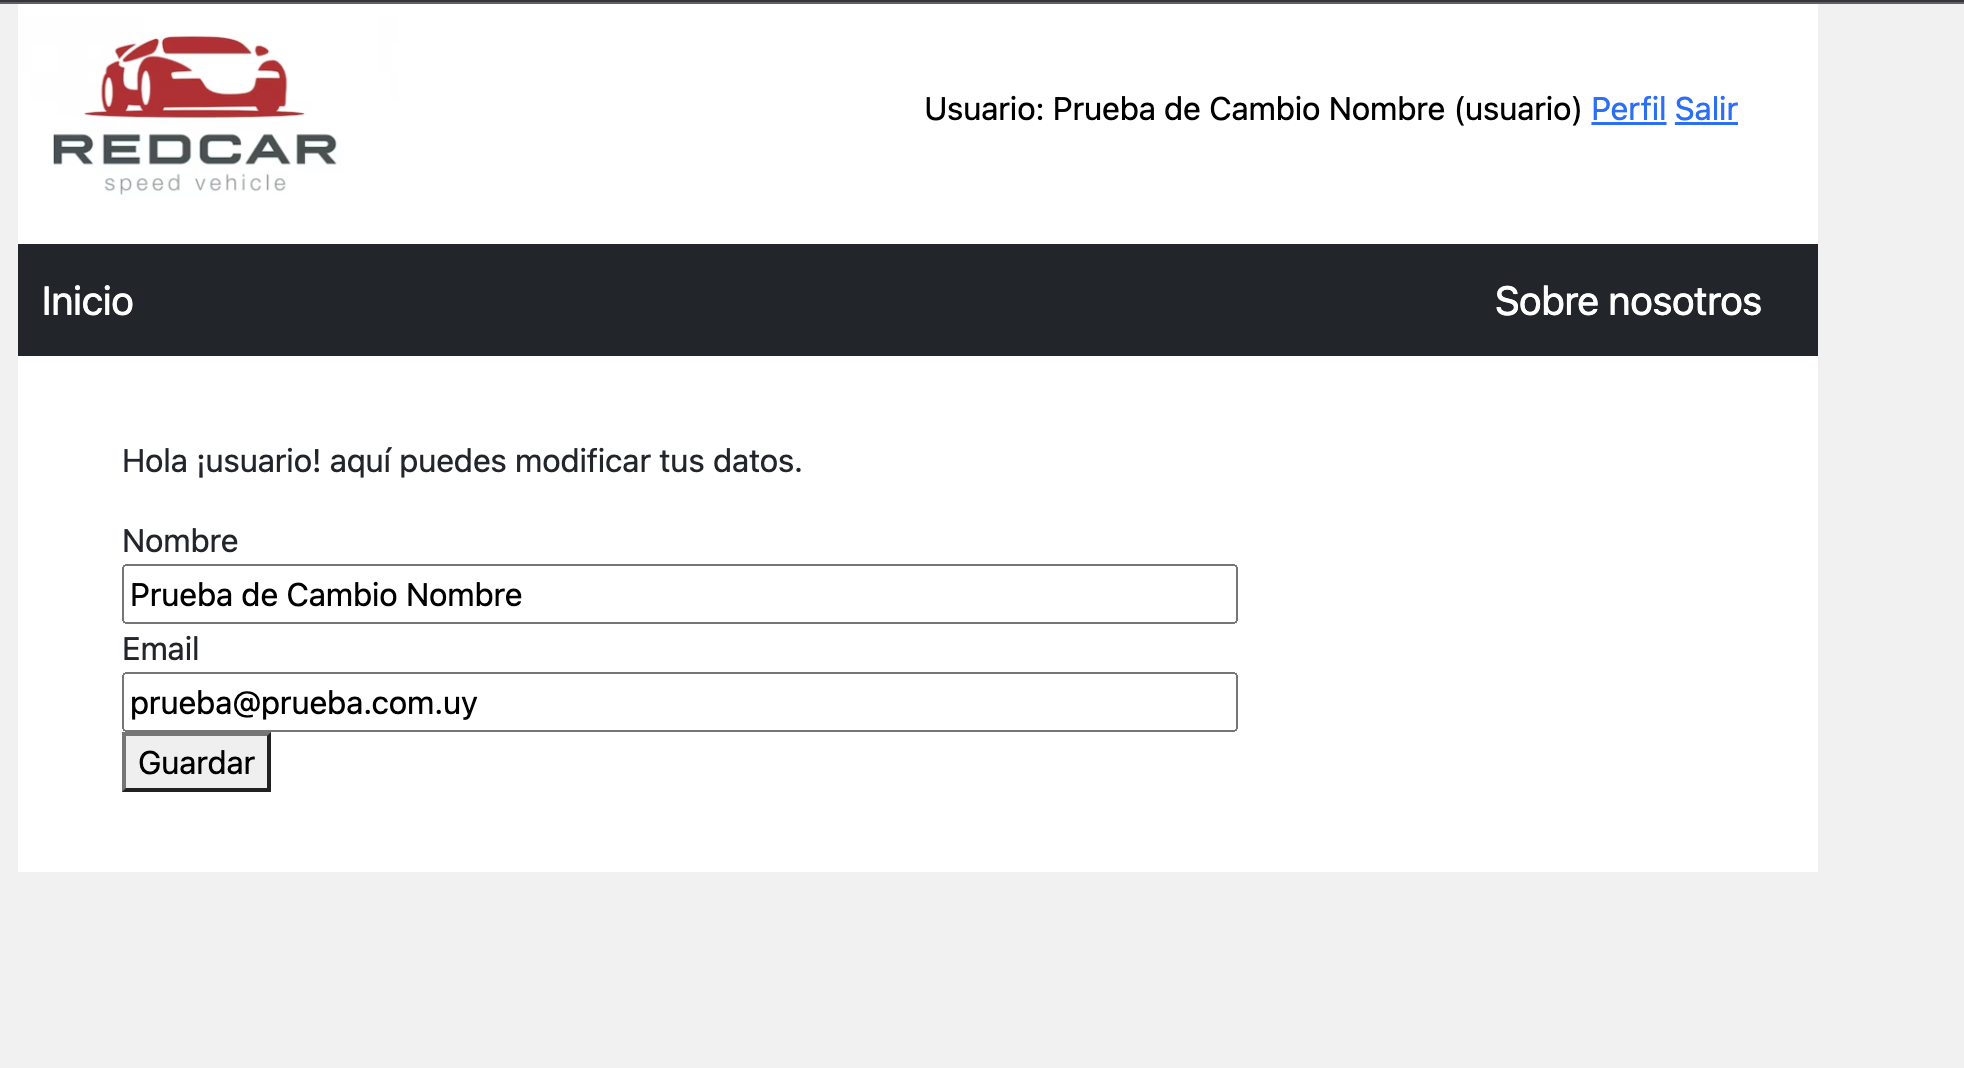 REDCAR
speed vehicle
Usuario: Prueba de Cambio Nombre (usuario) Perfil Salir
Inicio
Sobre nosotros
Hola ¡usuario! aquí puedes modificar tus datos.
Nombre
Prueba de Cambio Nombre
Email
prueba@prueba.com.uy
Guardar